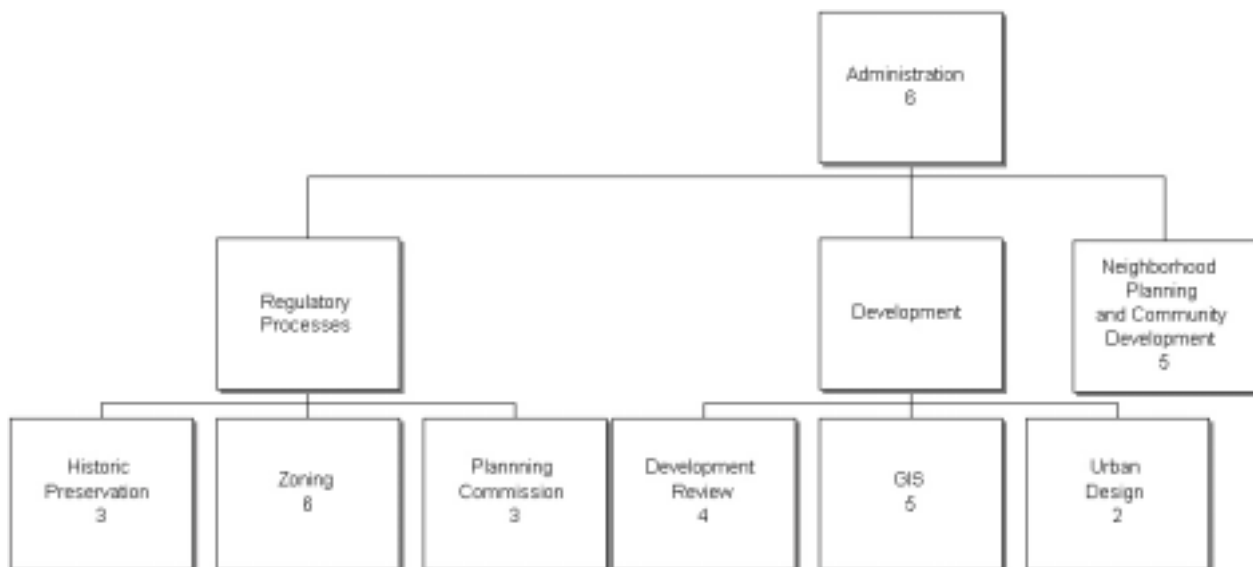 Administration
6
Regulatory
Processes
Development
Neighborhood
Planning
and Community
Development
5
Historic
Preservation
3
Zoning
6
Plannning
Commission
3
Development
Review
4
GIS
5
Urban
Design
2